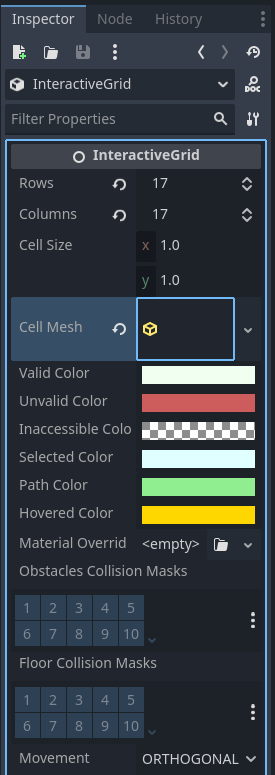 Inspector Node History
InteractiveGrid
DOC
Filter Properties
InteractiveGrid
Rows 17
Columns 17
Cell Size x 1.0
y 1.0
Cell Mesh
Valid Color
Unvalid Color
Inaccessible Colo
Selected Color
Path Color
Hovered Color
Material Overrid <empty>
Obstacles Collision Masks
1 2 3 4 5
6 7 8 9 10
Floor Collision Masks
1 2 3 4 5
6 7 8 9 10
Movement ORTHOGONAL